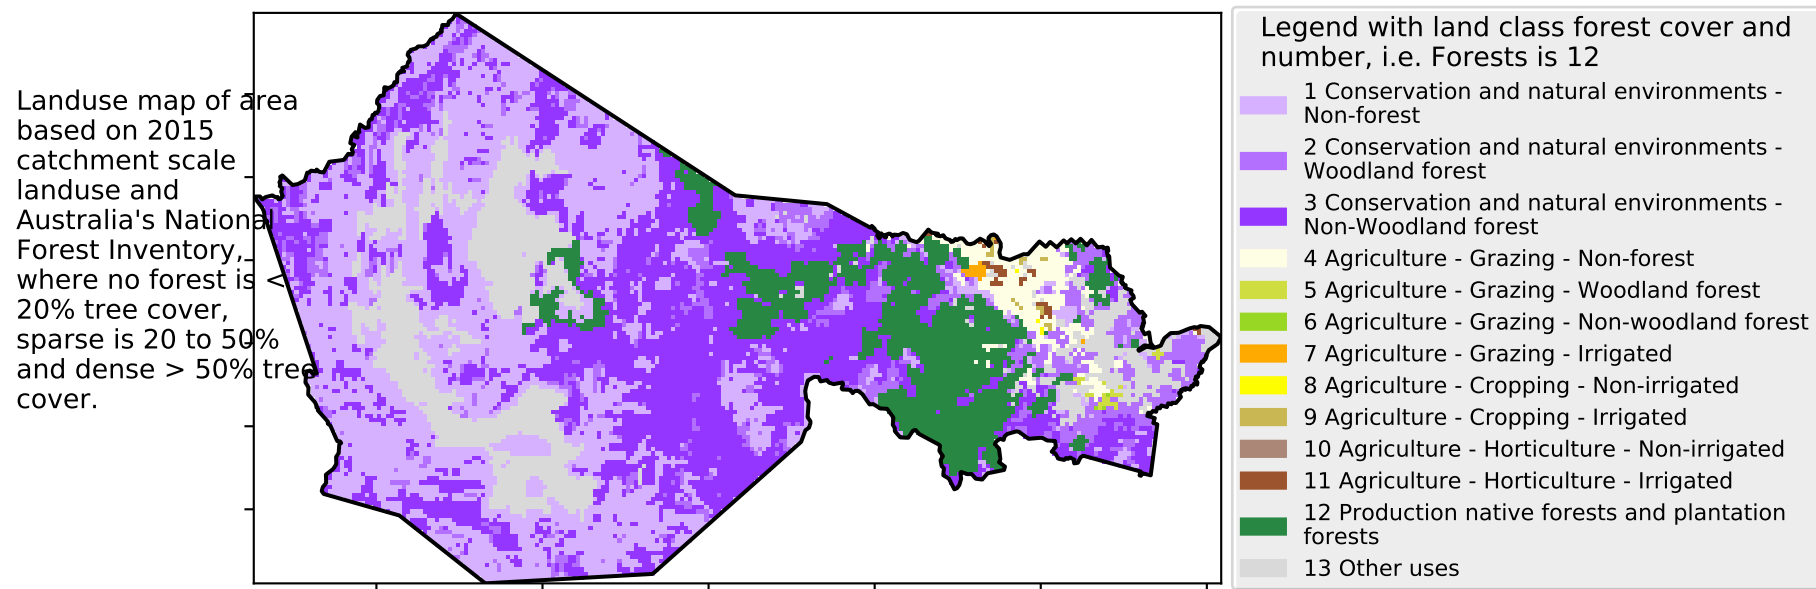 Landuse map of area
based on 2015
catchment scale
landuse and
Australia's National
Forest Inventory,
where no forest is <
20% tree cover,
sparse is 20 to 50%
and dense > 50% tree
cover.
Legend with land class forest cover and
number, i.e. Forests is 12
1 Conservation and natural environments -
Non-forest
2 Conservation and natural environments -
Woodland forest
3 Conservation and natural environments -
Non-Woodland forest
4 Agriculture - Grazing - Non-forest
5 Agriculture - Grazing - Woodland forest
6 Agriculture - Grazing - Non-woodland forest
7 Agriculture - Grazing - Irrigated
8 Agriculture - Cropping - Non-irrigated
9 Agriculture - Cropping - Irrigated
10 Agriculture - Horticulture - Non-irrigated
11 Agriculture - Horticulture - Irrigated
12 Production native forests and plantation
forests
13 Other uses